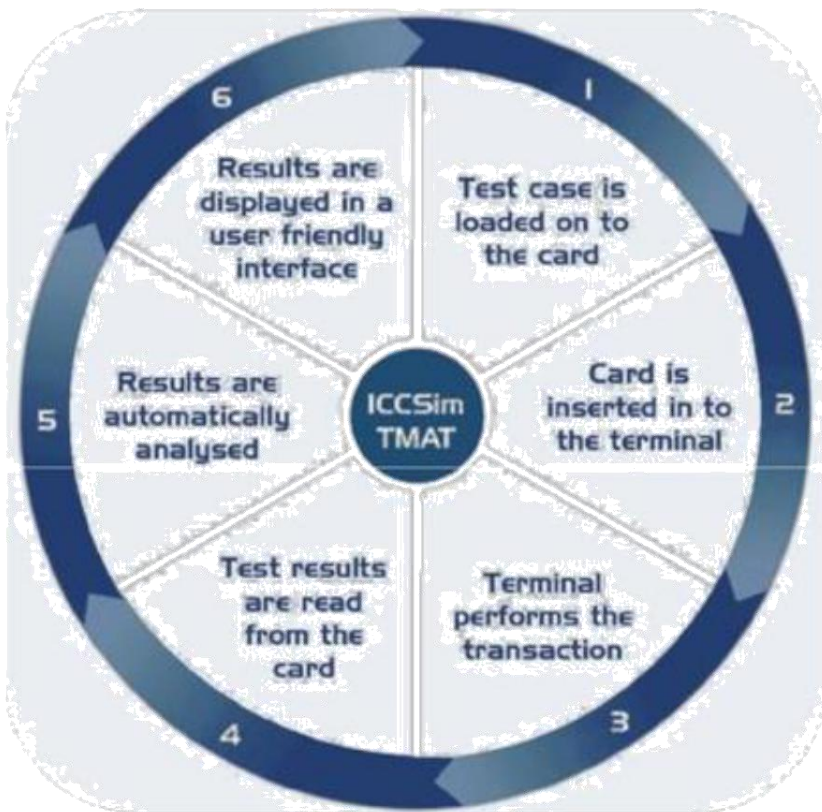 1
Test case is
loaded on to
the card
2
Card is
inserted in to
the terminal
3
Terminal
performs the
transaction
4
Test results
are read
from the
card
5
Results are
automatically
analysed
6
Results are
displayed in a
user friendly
interface
ICCSim
TMAT